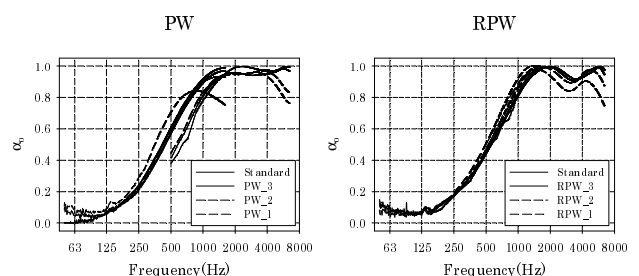 PW
RPW
α₀
1.0
0.8
0.6
0.4
0.2
0.0
Standard
PW_3
PW_2
PW_1
63 125 250 500 1000 2000 4000 8000
Frequency(Hz)
α₀
1.0
0.8
0.6
0.4
0.2
0.0
Standard
RPW_3
RPW_2
RPW_1
63 125 250 500 1000 2000 4000 8000
Frequency(Hz)